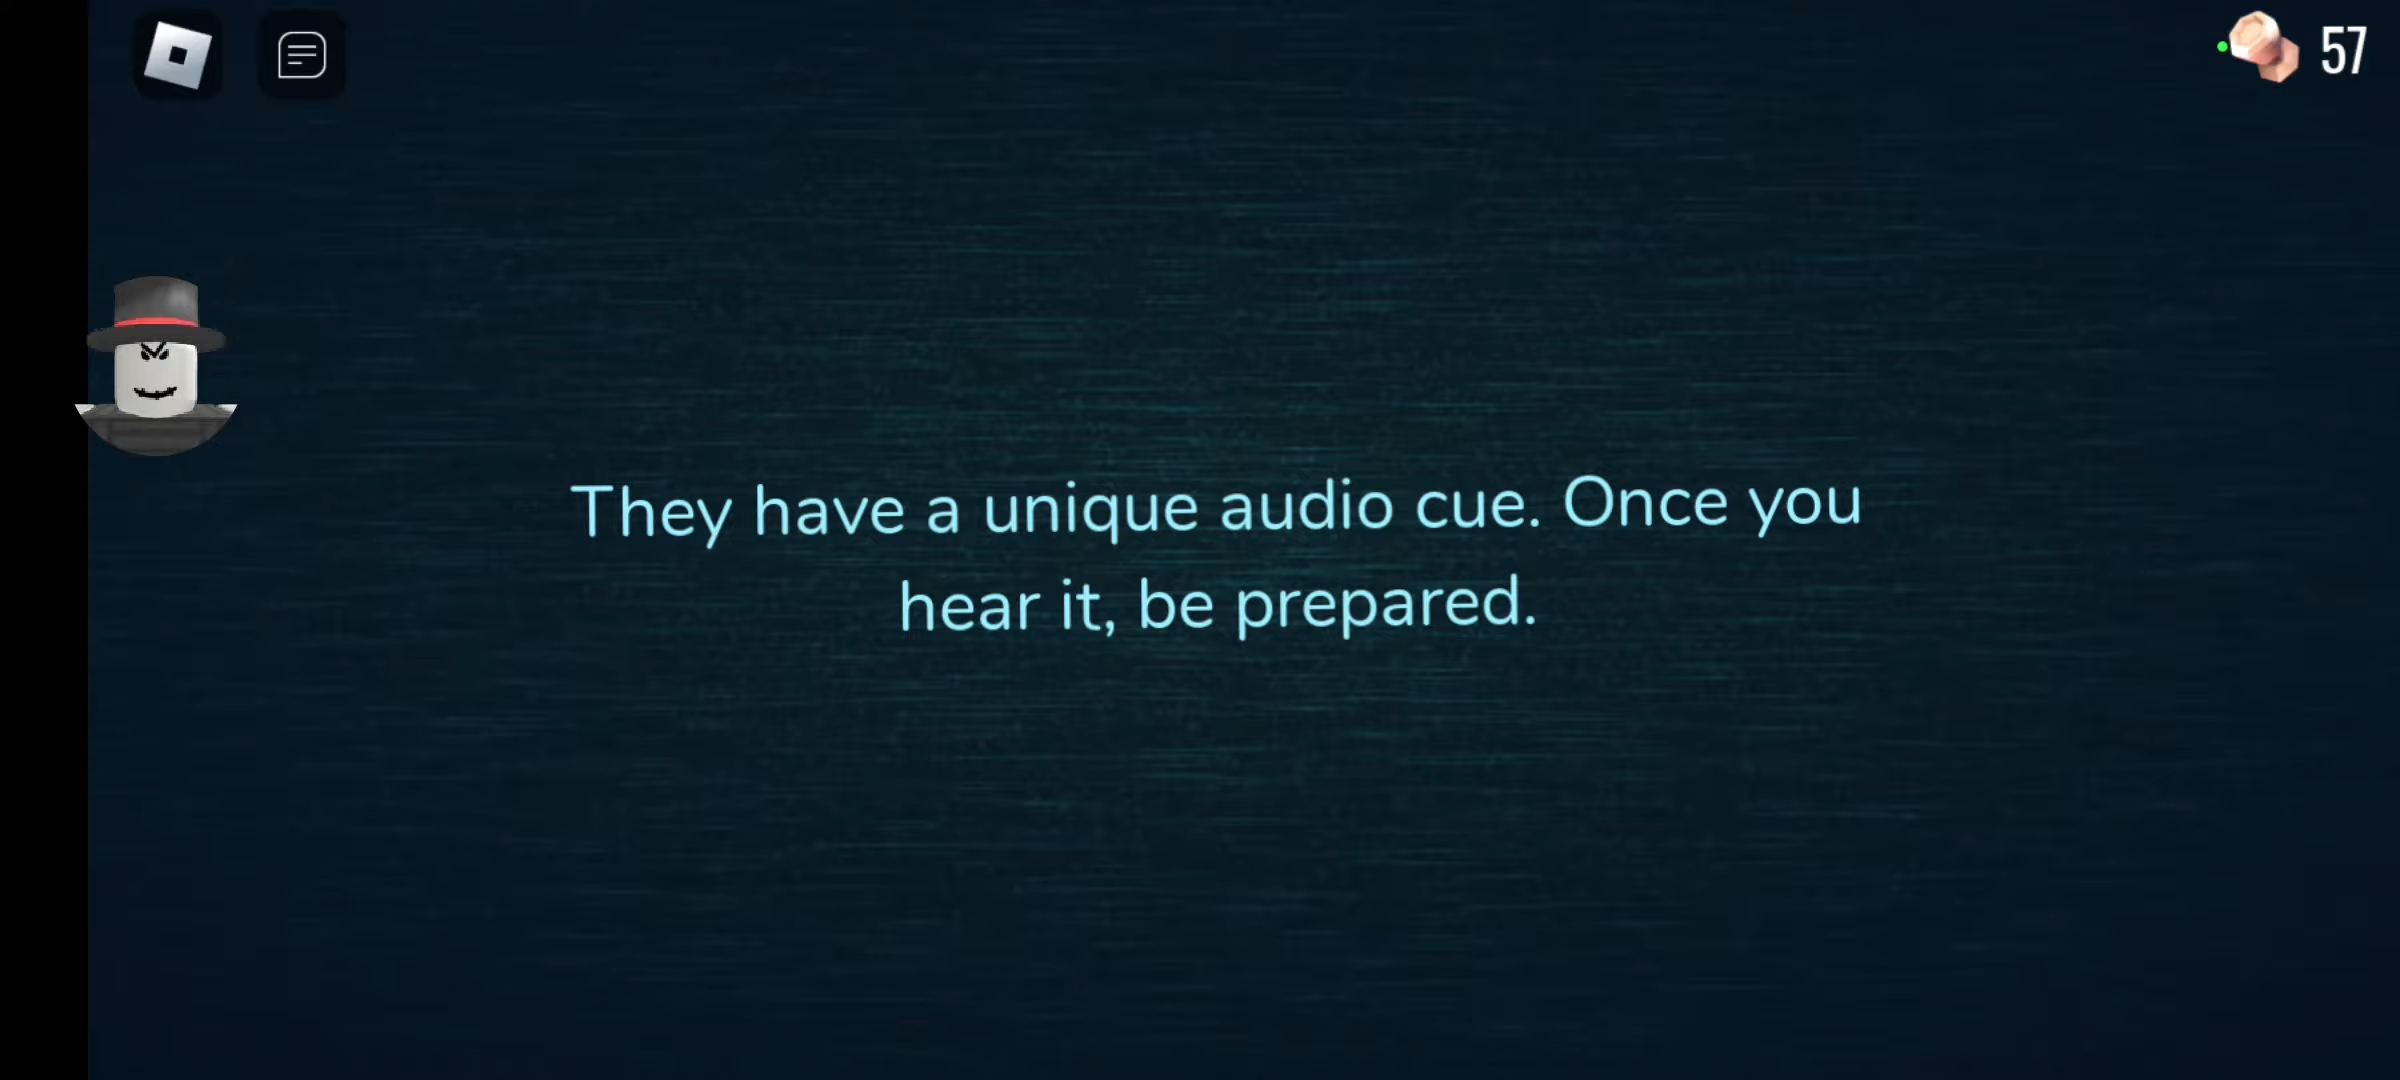 57
They have a unique audio cue. Once you
hear it, be prepared.